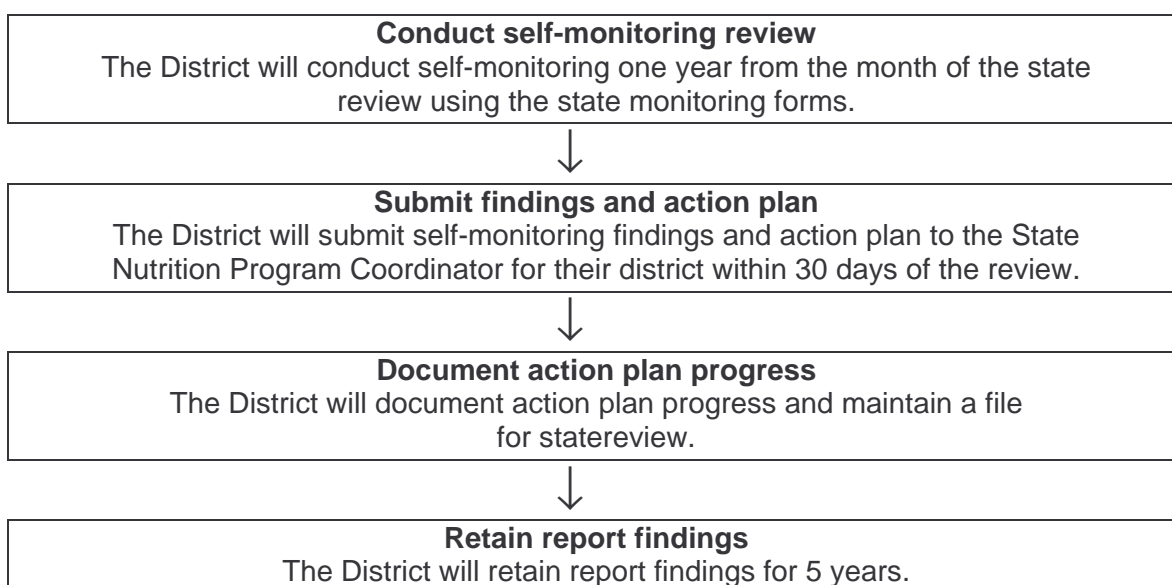 Conduct self-monitoring review
The District will conduct self-monitoring one year from the month of the state
review using the state monitoring forms.
Submit findings and action plan
The District will submit self-monitoring findings and action plan to the State
Nutrition Program Coordinator for their district within 30 days of the review.
Document action plan progress
The District will document action plan progress and maintain a file
for statereview.
Retain report findings
The District will retain report findings for 5 years.